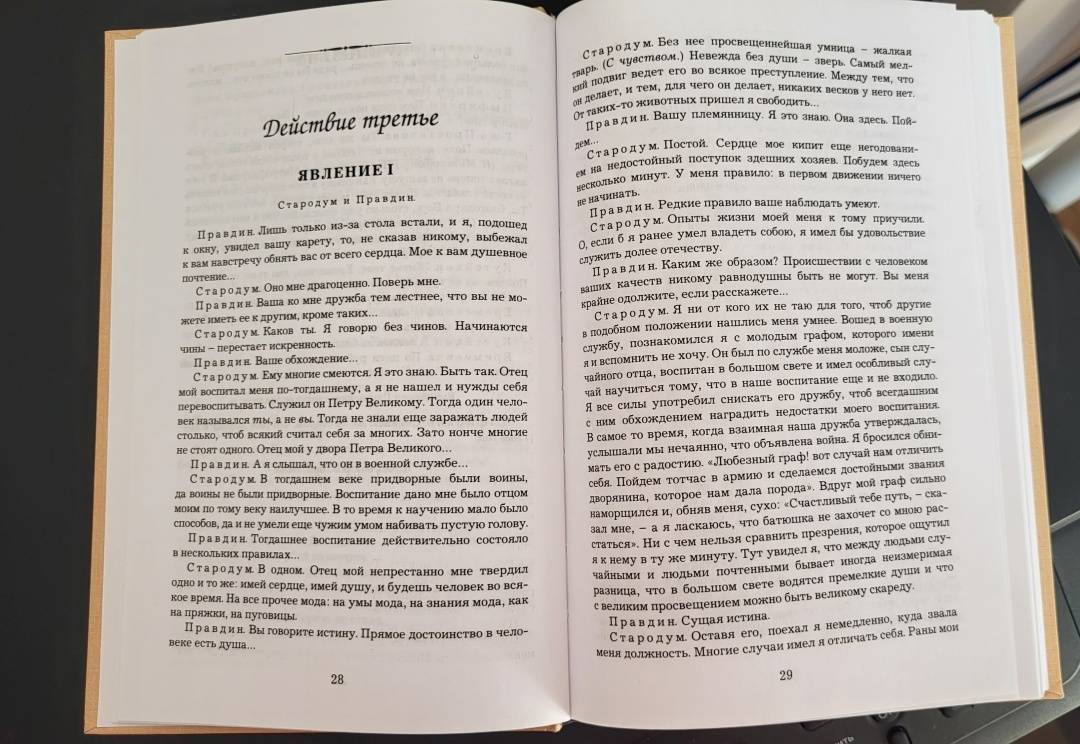 Действие третье
ЯВЛЕНИЕ I
Стародум и Правдин.
Правдин. Лишь только из-за стола встали, и я, подошед
к окну, увидел вашу карету, то, не сказав никому, выбежал
к вам навстречу обнять вас от всего сердца. Мое к вам душевное
почтение...
Стародум. Оно мне драгоценно. Поверь мне.
Правдин. Ваша ко мне дружба тем лестнее, что вы не мо-
жете иметь ее к другим, кроме таких...
Стародум. Каков ты. Я говорю без чинов. Начинаются
чины – перестает искренность.
Правдин. Ваше обхождение...
Стародум. Ему многие смеются. Я это знаю. Быть так. Отец
мой воспитал меня по-тогдашнему, а я не нашел и нужды себя
перевоспитывать. Служил он Петру Великому. Тогда один чело-
век назывался ты, а не вы. Тогда не знали еще заражать людей
столько, чтоб всякий считал себя за многих. Зато нонче многие
не стоят одного. Отец мой у двора Петра Великого...
Правдин. А я слышал, что он в военной службе...
Стародум. В тогдашнем веке придворные были воины,
да воины не были придворные. Воспитание дано мне было отцом
моим по тому веку наилучшее. В то время к научению мало было
способов, да и не умели еще чужим умом набивать пустую голову.
Правдин. Тогдашнее воспитание действительно состояло
в нескольких правилах...
Стародум. В одном. Отец мой непрестанно мне твердил
одно и то же: имей сердце, имей душу, и будешь человек во вся-
кое время. На все прочее мода: на умы мода, на знания мода, как
на пряжки, на пуговицы.
Правдин. Вы говорите истину. Прямое достоинство в чело-
веке есть душа...
28
Стародум. Без нее просвещеннейшая умница – жалкая
тварь. (С чувством.) Невежда без души – зверь. Самый мел-
кий подвиг ведет его во всякое преступление. Между тем, что
он делает, и тем, для чего он делает, никаких весков у него нет.
От таких-то животных пришел я свободить...
Правдин. Вашу племянницу. Я это знаю. Она здесь. Пой-
дем...
Стародум. Постой. Сердце мое кипит еще негодовани-
ем на недостойный поступок здешних хозяев. Побудем здесь
несколько минут. У меня правило: в первом движении ничего
не начинать.
Правдин. Редкие правило ваше наблюдать умеют.
Стародум. Опыты жизни моей меня к тому приучили.
О, если б я ранее умел владеть собою, я имел бы удовольствие
служить долее отечеству.
Правдин. Каким же образом? Происшествии с человеком
ваших качеств никому равнодушны быть не могут. Вы меня
крайне одолжите, если расскажете...
Стародум. Я ни от кого их не таю для того, чтоб другие
в подобном положении нашлись меня умнее. Вошед в военную
службу, познакомился я с молодым графом, которого имени
я и вспомнить не хочу. Он был по службе меня моложе, сын слу-
чайного отца, воспитан в большом свете и имел особливый слу-
чай научиться тому, что в наше воспитание еще и не входило.
Я все силы употребил снискать его дружбу, чтоб всегдашним
с ним обхождением наградить недостатки моего воспитания.
В самое то время, когда взаимная наша дружба утверждалась,
услышали мы нечаянно, что объявлена война. Я бросился обни-
мать его с радостию. «Любезный граф! вот случай нам отличить
себя. Пойдем тотчас в армию и сделаемся достойными звания
дворянина, которое нам дала порода». Вдруг мой граф сильно
наморщился и, обняв меня, сухо: «Счастливый тебе путь, – ска-
зал мне, – а я ласкаюсь, что батюшка не захочет со мною рас-
статься». Ни с чем нельзя сравнить презрения, которое ощутил
я к нему в ту же минуту. Тут увидел я, что между людьми слу-
чайными и людьми почтенными бывает иногда неизмеримая
разница, что в большом свете водятся премелкие души и что
с великим просвещением можно быть великому скареду.
Правдин. Сущая истина.
Стародум. Оставя его, поехал я немедленно, куда звала
меня должность. Многие случаи имел я отличать себя. Раны мои
29